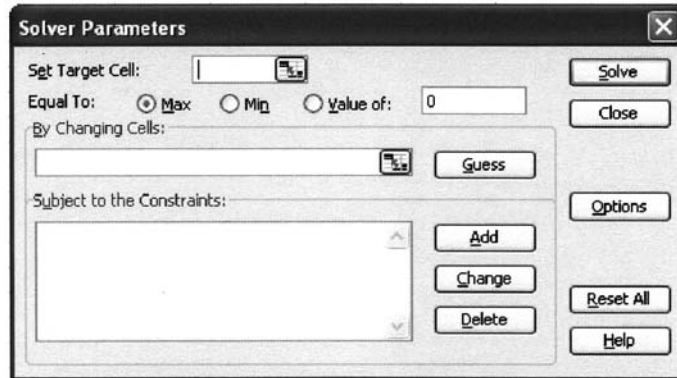 Solver Parameters
Set Target Cell:
Solve
Equal To: Max Min Value of: 0
Close
By Changing Cells:
Guess
Subject to the Constraints:
Options
Add
Change
Reset All
Delete
Help